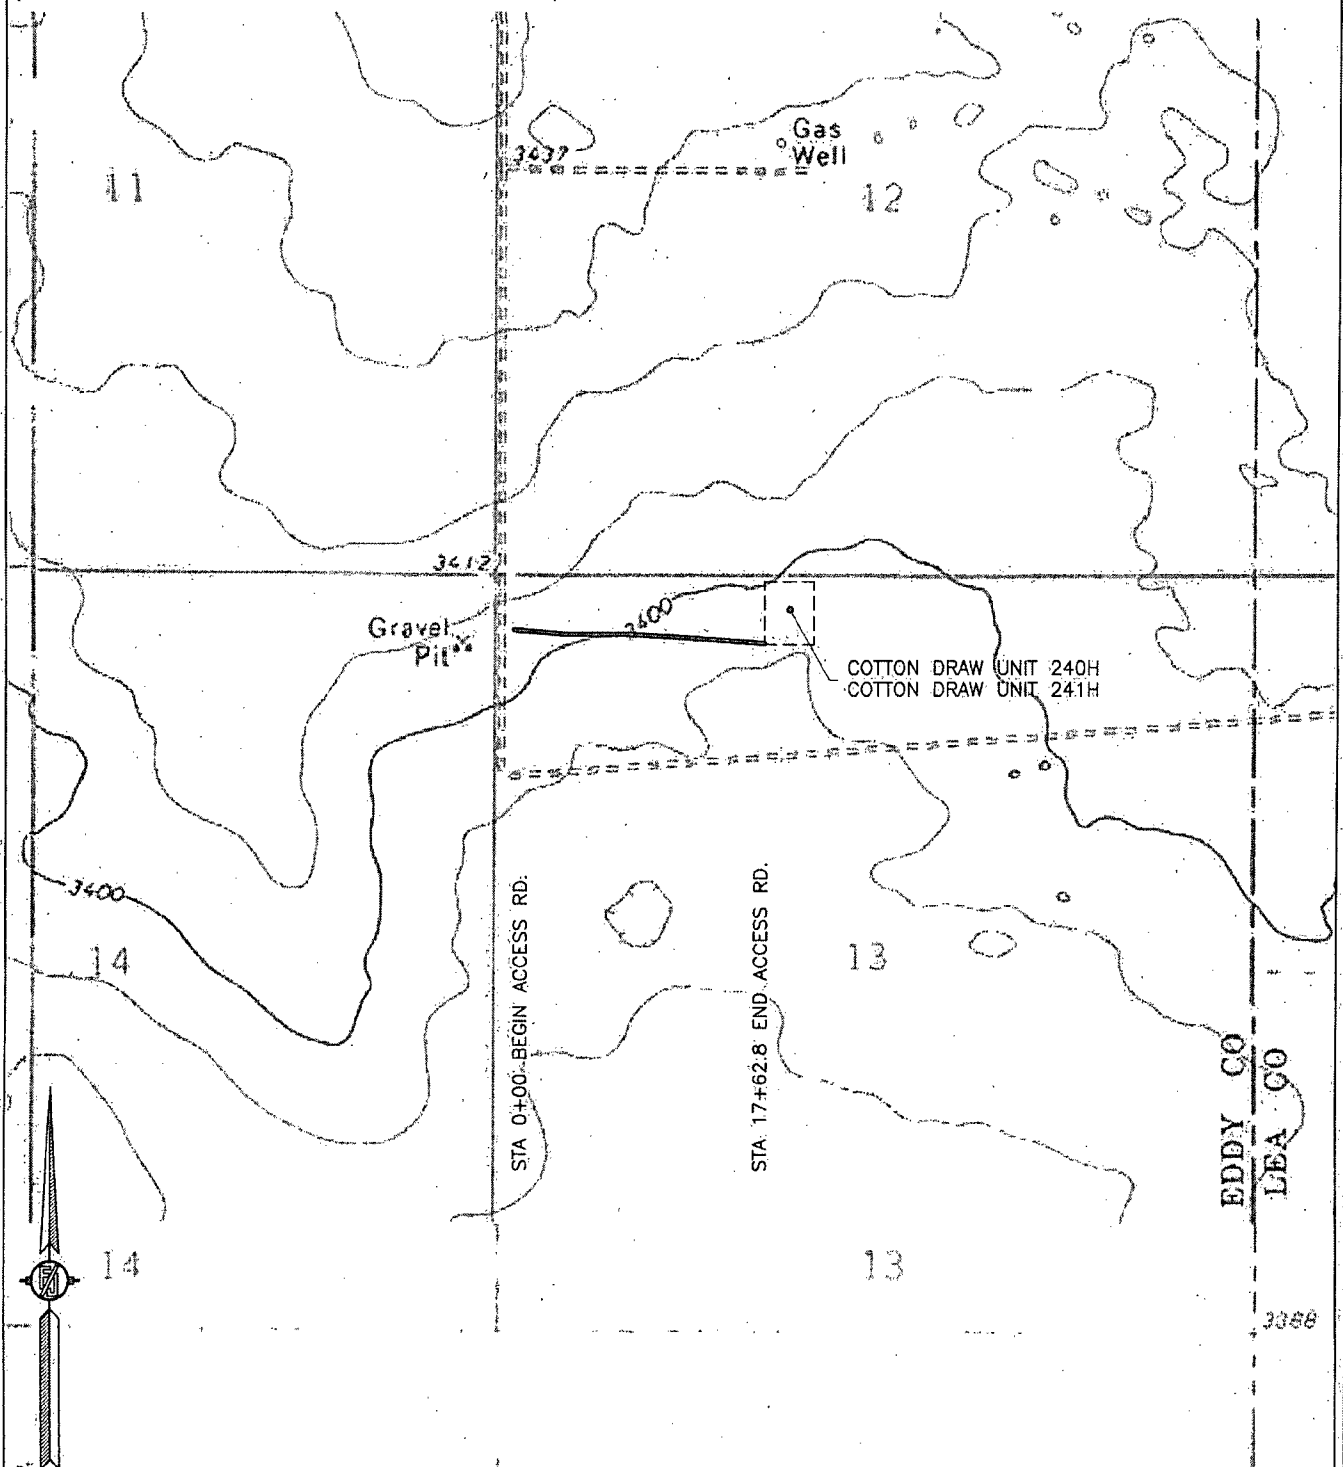 Gas
Well
3437
11
12
3412
Gravel
Pit
3400
COTTON DRAW UNIT 240H
COTTON DRAW UNIT 241H
3400
14
13
STA 0+00 BEGIN ACCESS RD.
STA. 17+62.8 END ACCESS RD.
EDDY CO
LEA CO
14
13
3388